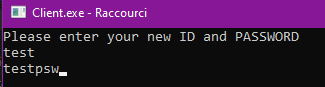 Client.exe - Raccourci
Please enter your new ID and PASSWORD
test
testpsw